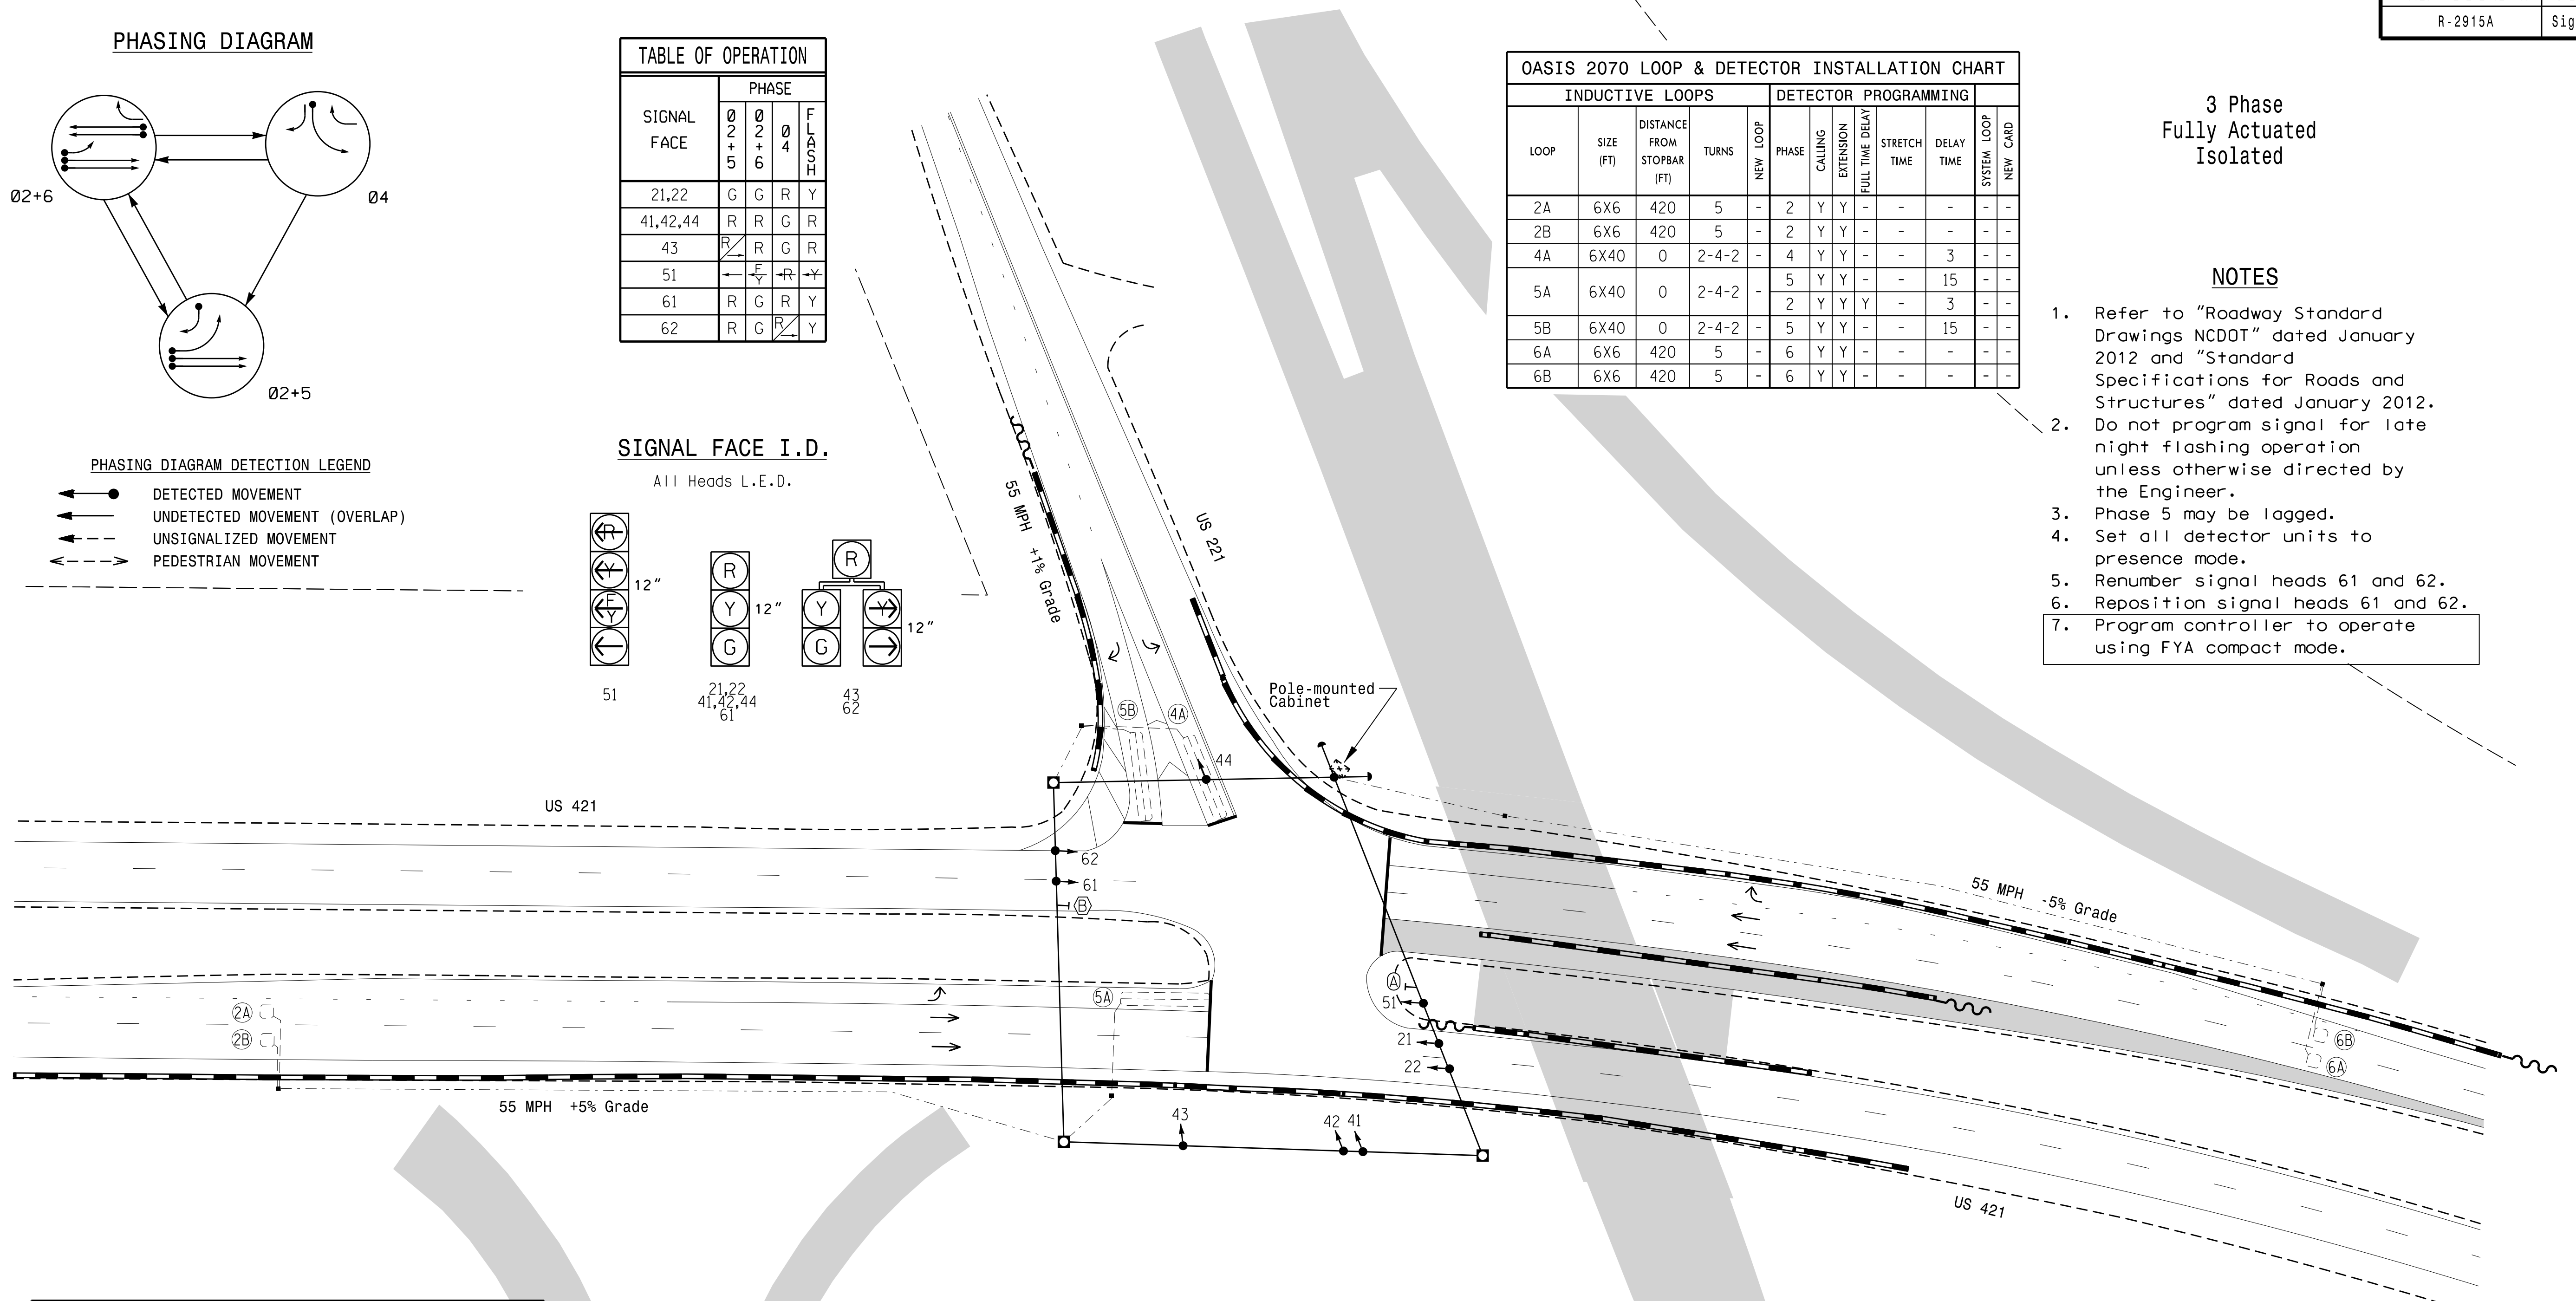 R-2915A
Sig
PHASING DIAGRAM
Ø2+6
Ø4
Ø2+5
PHASING DIAGRAM DETECTION LEGEND
DETECTED MOVEMENT
UNDETECTED MOVEMENT (OVERLAP)
UNSIGNALIZED MOVEMENT
PEDESTRIAN MOVEMENT
TABLE OF OPERATION
SIGNAL FACE
PHASE
Ø2+5 Ø2+6 Ø4 FLASH
21,22 G G R Y
41,42,44 R R G R
43 R R G R
51 F Y R Y
61 R G R Y
62 R G R Y
SIGNAL FACE I.D.
All Heads L.E.D.
R Y F Y 12"
R Y G 12"
R Y Y G 12"
51
21,22
41,42,44
61
43
62
OASIS 2070 LOOP & DETECTOR INSTALLATION CHART
INDUCTIVE LOOPS DETECTOR PROGRAMMING
LOOP SIZE (FT) DISTANCE FROM STOPBAR (FT) TURNS NEW LOOP PHASE CALLING EXTENSION FULL TIME DELAY STRETCH TIME DELAY TIME SYSTEM LOOP NEW CARD
2A 6X6 420 5 - 2 Y Y - - - - -
2B 6X6 420 5 - 2 Y Y - - - - -
4A 6X40 0 2-4-2 - 4 Y Y - - 3 - -
5A 6X40 0 2-4-2 - 5 Y Y - - 15 - -
2 Y Y Y - 3 - -
5B 6X40 0 2-4-2 - 5 Y Y - - 15 - -
6A 6X6 420 5 - 6 Y Y - - - - -
6B 6X6 420 5 - 6 Y Y - - - - -
3 Phase
Fully Actuated
Isolated
NOTES
1. Refer to "Roadway Standard
Drawings NCDOT" dated January
2012 and "Standard
Specifications for Roads and
Structures" dated January 2012.
2. Do not program signal for late
night flashing operation
unless otherwise directed by
the Engineer.
3. Phase 5 may be lagged.
4. Set all detector units to
presence mode.
5. Renumber signal heads 61 and 62.
6. Reposition signal heads 61 and 62.
7. Program controller to operate
using FYA compact mode.
55 MPH +1% Grade
US 221
Pole-mounted
Cabinet
5B
4A
44
US 421
62
61
B
55 MPH -5% Grade
A
51
5A
2A
2B
21
22
6B
6A
55 MPH +5% Grade
43
42 41
US 421